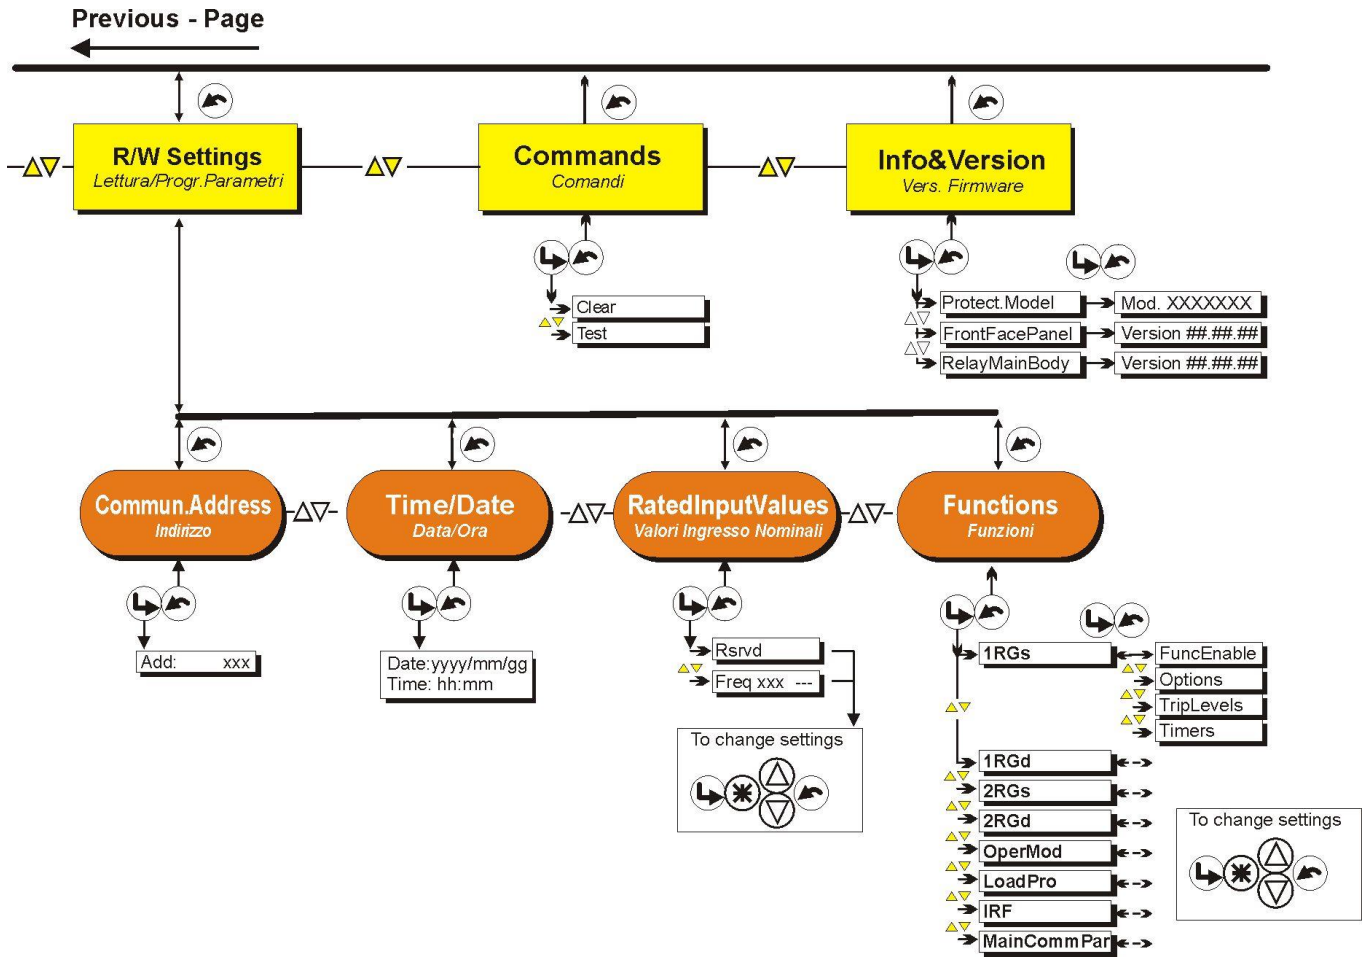 Previous - Page
R/W Settings
Lettura/Progr.Parametri
Commands
Comandi
Info&Version
Vers. Firmware
Clear
Test
Protect.Model
Mod. XXXXXXX
FrontFacePanel
Version ##.##.##
RelayMainBody
Version ##.##.##
Commun.Address
Indirizzo
Time/Date
Data/Ora
RatedInputValues
Valori Ingresso Nominali
Functions
Funzioni
Add: xxx
Date:yyyy/mm/gg
Time: hh:mm
Rsrvd
Freq xxx ---
To change settings
1RGs
FuncEnable
Options
TripLevels
Timers
1RGd
2RGs
2RGd
OperMod
LoadPro
IRF
MainCommPar
To change settings